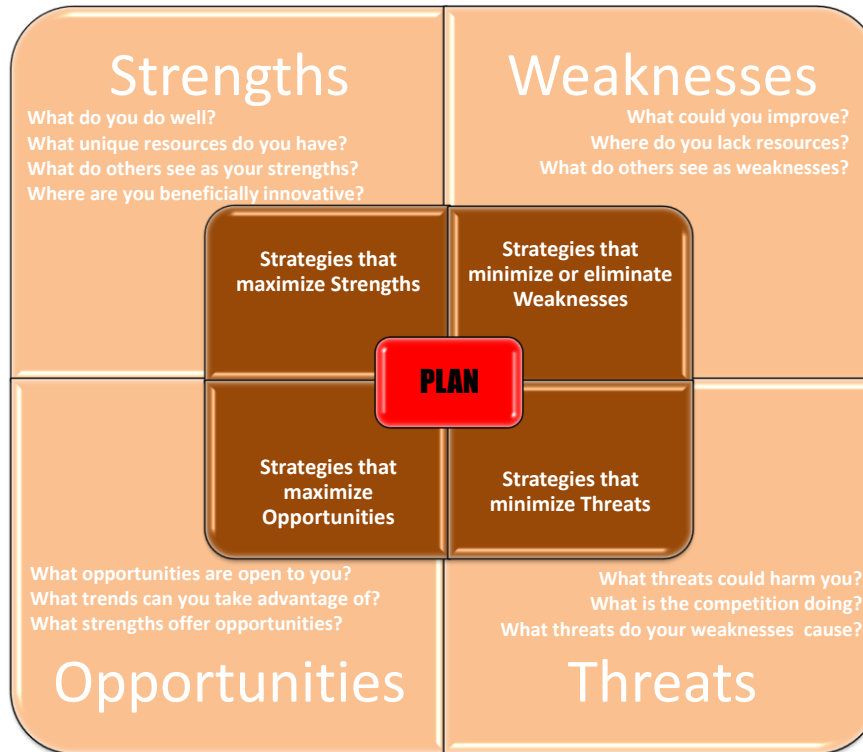 Strengths
What do you do well?
What unique resources do you have?
What do others see as your strengths?
Where are you beneficially innovative?
Weaknesses
What could you improve?
Where do you lack resources?
What do others see as weaknesses?
Strategies that
maximize Strengths
Strategies that
minimize or eliminate
Weaknesses
PLAN
Strategies that
maximize
Opportunities
Strategies that
minimize Threats
What opportunities are open to you?
What trends can you take advantage of?
What strengths offer opportunities?
Opportunities
What threats could harm you?
What is the competition doing?
What threats do your weaknesses  cause?
Threats